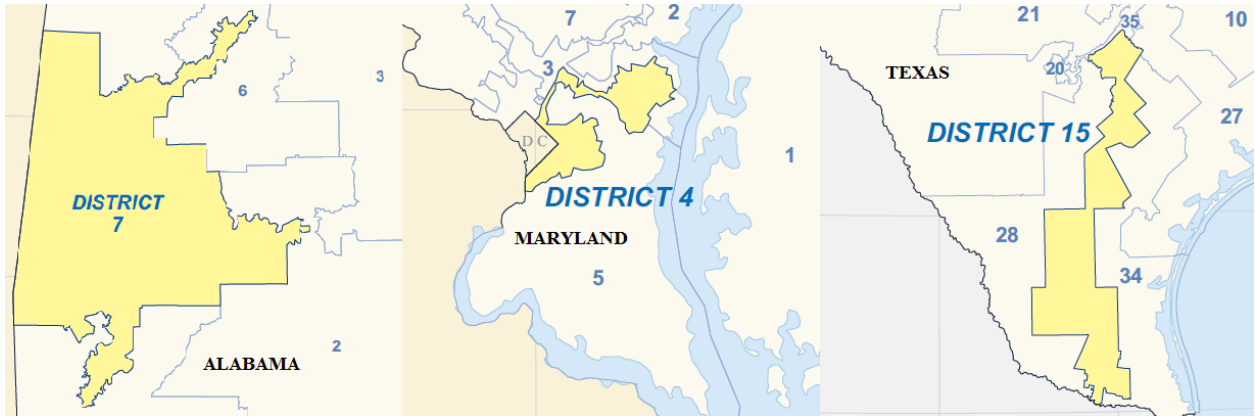 6
3
DISTRICT
7
ALABAMA
2
7
2
3
D C
1
DISTRICT 4
MARYLAND
5
21
35
10
TEXAS
20
27
DISTRICT 15
28
34